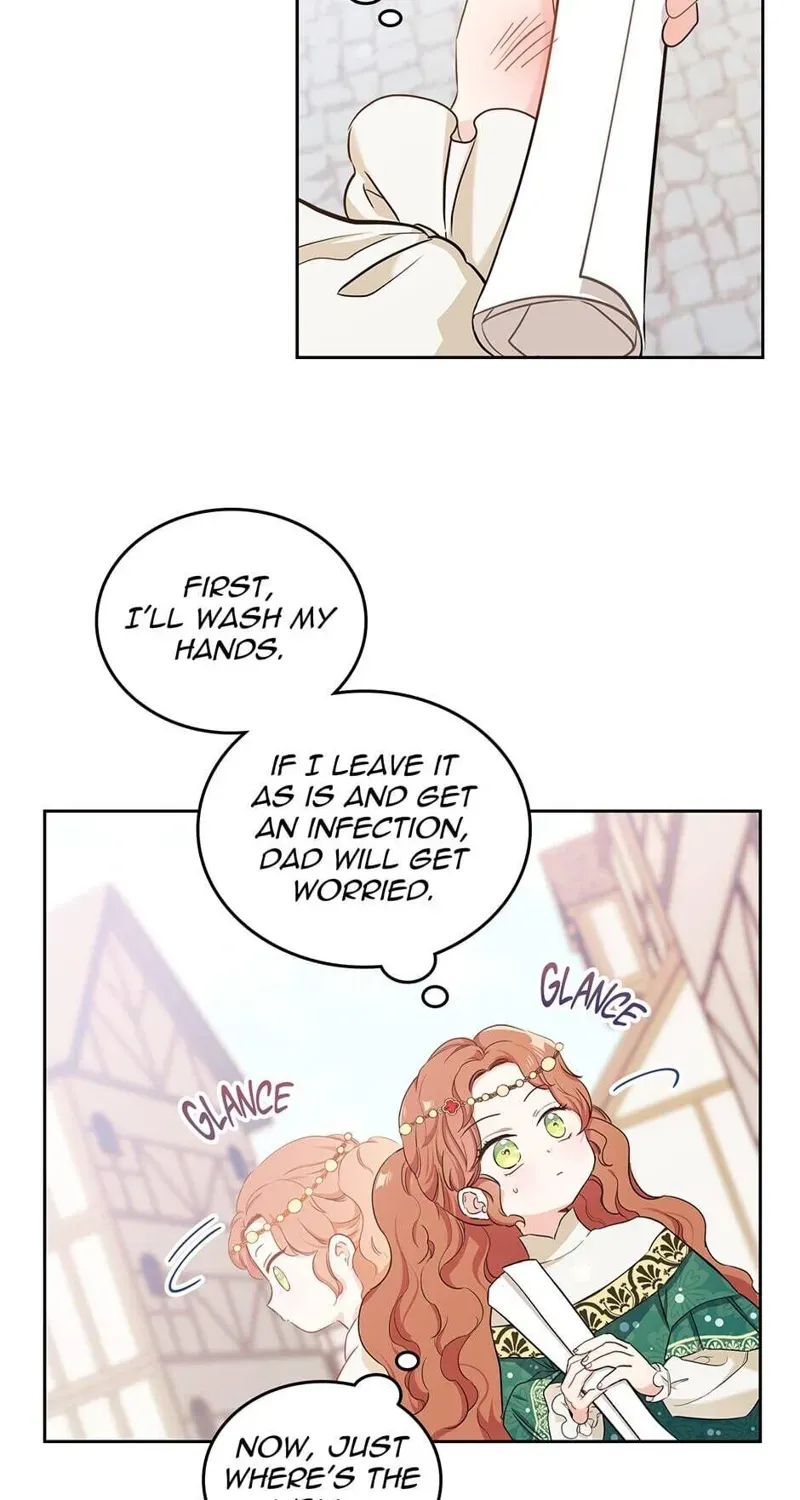 FIRST,
I'LL WASH MY
HANDS.
IF I LEAVE IT
AS IS AND GET
AN INFECTION,
DAD WILL GET
WORRIED.
GLANCE
GLANCE
NOW, JUST
WHERE'S THE